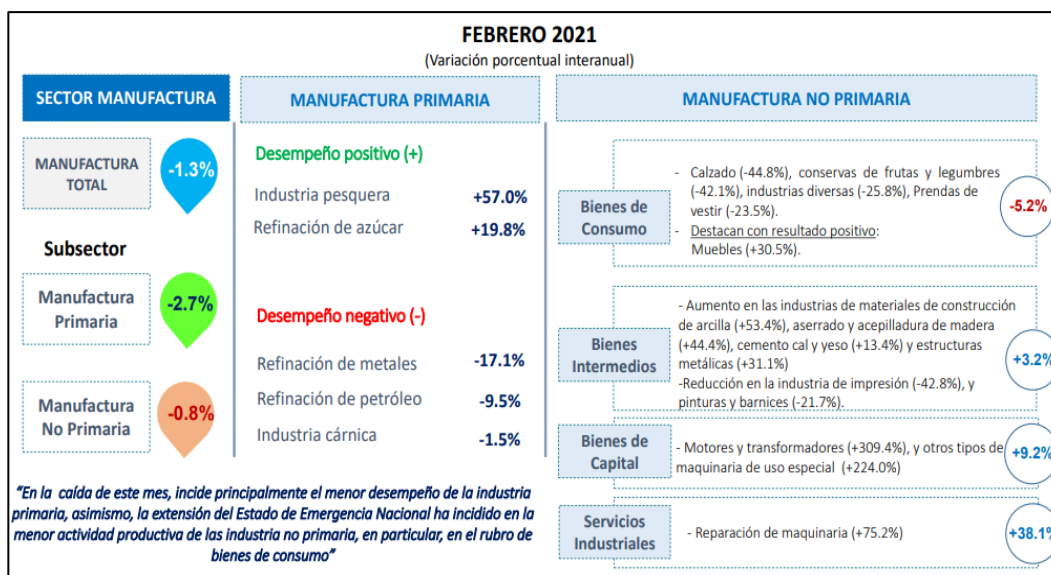 FEBRERO 2021
(Variación porcentual interanual)
SECTOR MANUFACTURA
MANUFACTURA
TOTAL
-1.3%
Subsector
Manufactura
Primaria
-2.7%
Manufactura
No Primaria
-0.8%
MANUFACTURA PRIMARIA
Desempeño positivo (+)
Industria pesquera +57.0%
Refinación de azúcar +19.8%
Desempeño negativo (-)
Refinación de metales -17.1%
Refinación de petróleo -9.5%
Industria cárnica -1.5%
"En la caída de este mes, incide principalmente el menor desempeño de la industria
primaria, asimismo, la extensión del Estado de Emergencia Nacional ha incidido en la
menor actividad productiva de las industria no primaria, en particular, en el rubro de
bienes de consumo"
MANUFACTURA NO PRIMARIA
Bienes de
Consumo
- Calzado (-44.8%), conservas de frutas y legumbres
(-42.1%), industrias diversas (-25.8%), Prendas de
vestir (-23.5%).
- Destacan con resultado positivo:
Muebles (+30.5%).
-5.2%
Bienes
Intermedios
- Aumento en las industrias de materiales de construcción
de arcilla (+53.4%), aserrado y acepilladura de madera
(+44.4%), cemento cal y yeso (+13.4%) y estructuras
metálicas (+31.1%)
-Reducción en la industria de impresión (-42.8%), y
pinturas y barnices (-21.7%).
+3.2%
Bienes de
Capital
- Motores y transformadores (+309.4%), y otros tipos de
maquinaria de uso especial (+224.0%)
+9.2%
Servicios
Industriales
- Reparación de maquinaria (+75.2%)
+38.1%